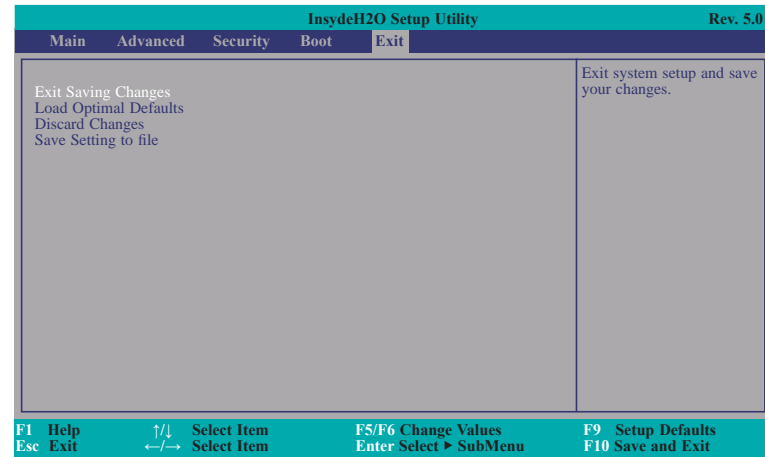 InsydeH2O Setup Utility Rev. 5.0
Main Advanced Security Boot Exit
Exit Saving Changes
Load Optimal Defaults
Discard Changes
Save Setting to file
Exit system setup and save
your changes.
F1 Help ↑/↓ Select Item F5/F6 Change Values F9 Setup Defaults
Esc Exit ←/→ Select Item Enter Select ▶ SubMenu F10 Save and Exit